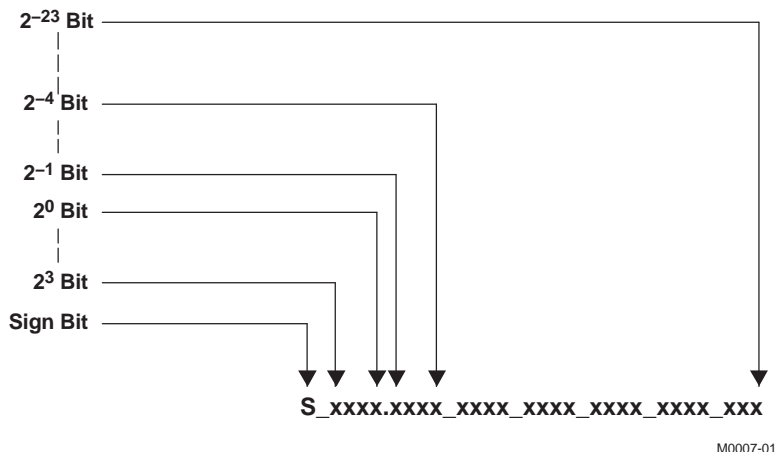 2⁻²³ Bit
2⁻⁴ Bit
2⁻¹ Bit
2⁰ Bit
2³ Bit
Sign Bit
S_xxxx.xxxx_xxxx_xxxx_xxxx_xxxx_xxx
M0007-01